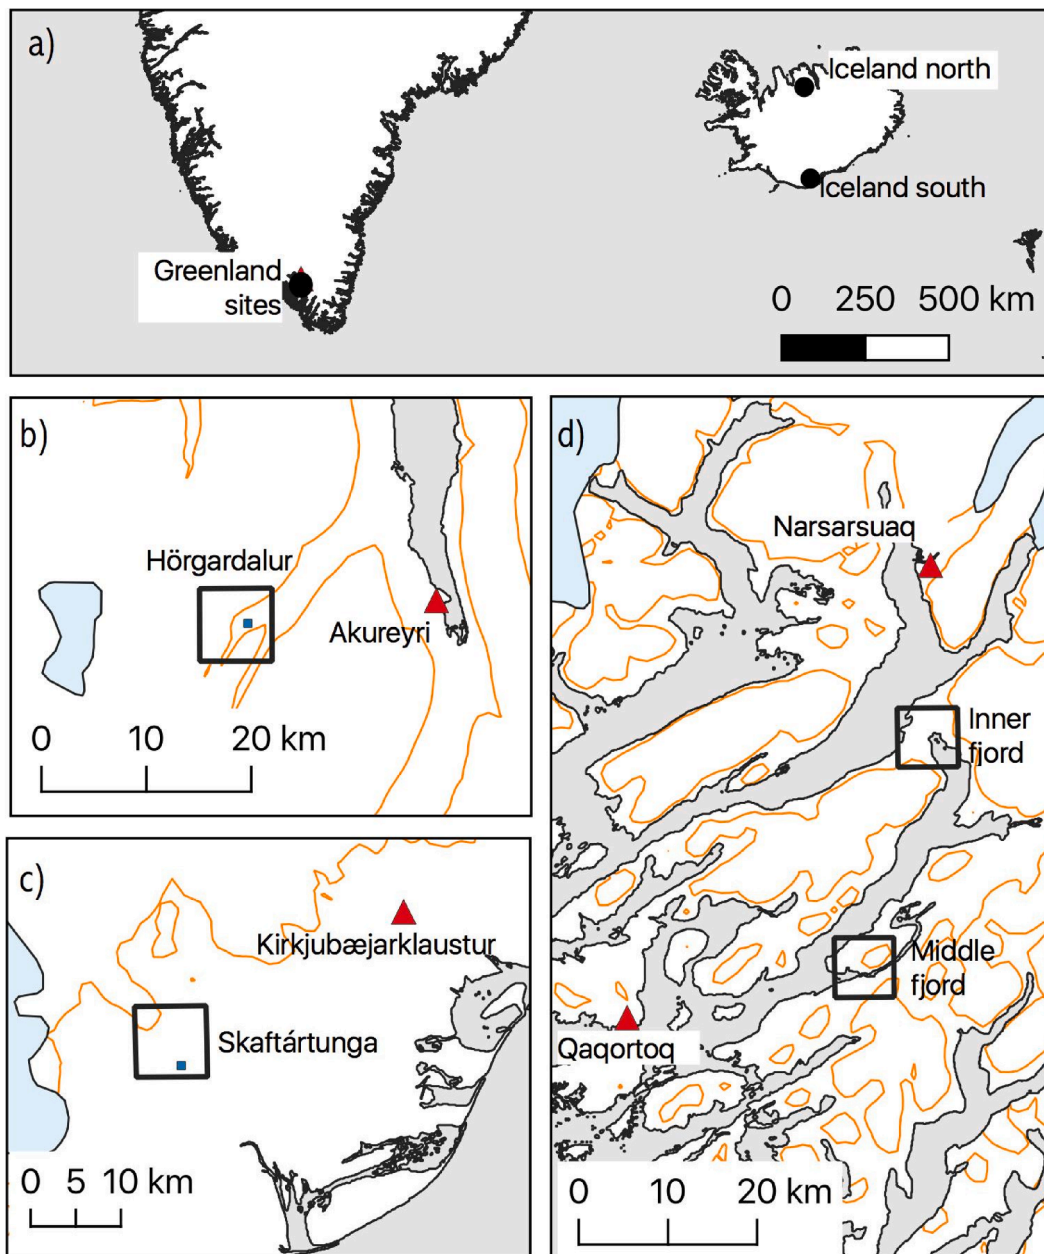 a)
Iceland north
Iceland south
Greenland
sites
0 250 500 km
b)
Hörgardalur
Akureyri
0 10 20 km
c)
Kirkjubæjarklaustur
Skaftártunga
0 5 10 km
d)
Narsarsuaq
Inner
fjord
Middle
fjord
Qaqortoq
0 10 20 km